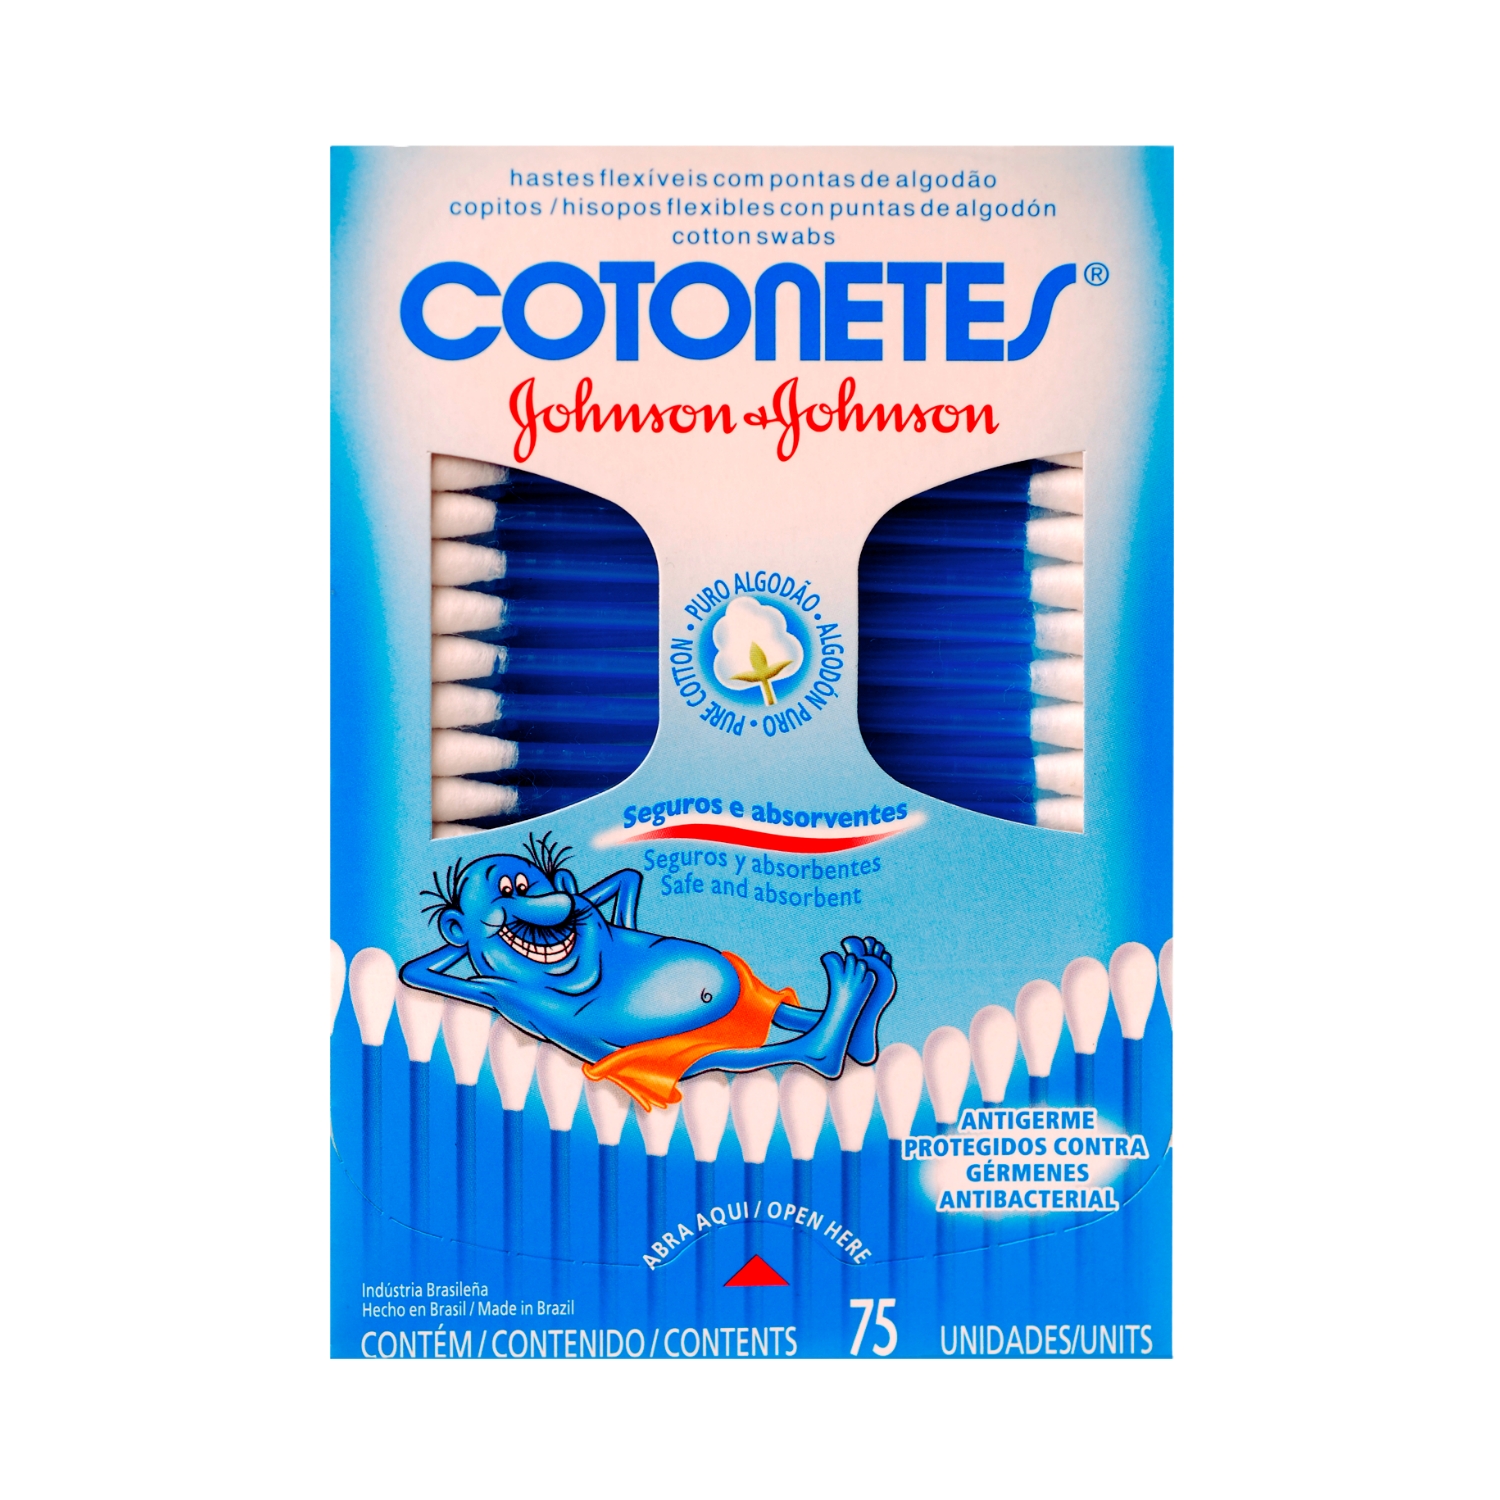 hastes flexíveis com pontas de algodão
copitos / hisopos flexibles con puntas de algodón
cotton swabs
COTONETES®
Johnson & Johnson
PURO ALGODÃO • ALGODÓN PURO • PURE COTTON •
Seguros e absorventes
Seguros y absorbentes
Safe and absorbent
ANTIGERME
PROTEGIDOS CONTRA
GÉRMENES
ANTIBACTERIAL
ABRA AQUI / OPEN HERE
Indústria Brasileña
Hecho en Brasil / Made in Brazil
CONTÉM / CONTENIDO / CONTENTS 75 UNIDADES/UNITS